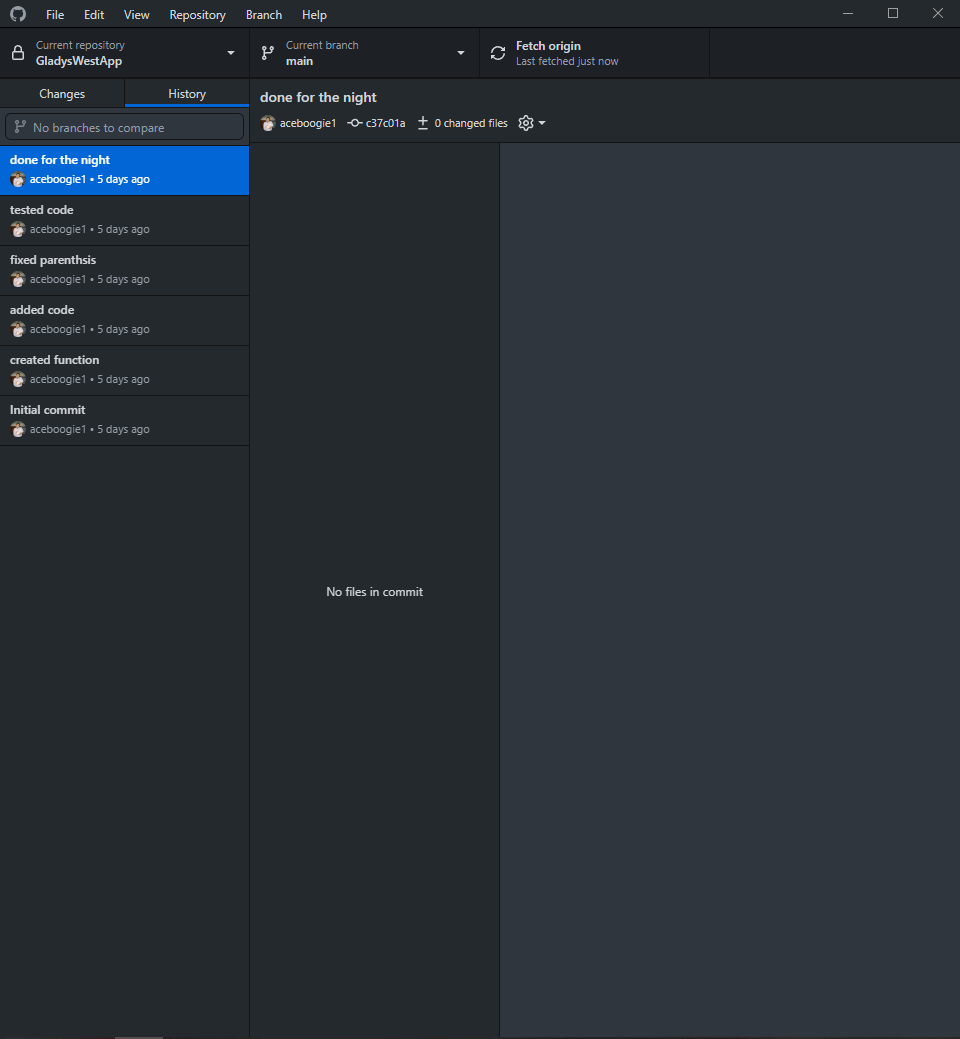 File Edit View Repository Branch Help
Current repository
GladysWestApp
Current branch
main
Fetch origin
Last fetched just now
Changes History
No branches to compare
done for the night
aceboogie1 • 5 days ago
tested code
aceboogie1 • 5 days ago
fixed parenthsis
aceboogie1 • 5 days ago
added code
aceboogie1 • 5 days ago
created function
aceboogie1 • 5 days ago
Initial commit
aceboogie1 • 5 days ago
done for the night
aceboogie1 c37c01a 0 changed files
No files in commit